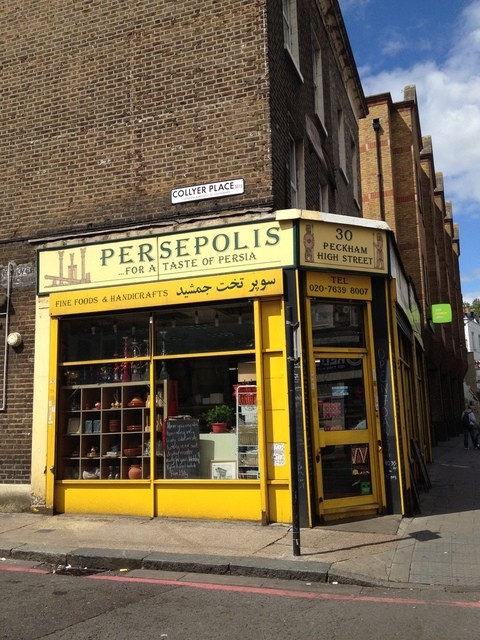 COLLYER PLACE
PERSEPOLIS
...FOR A TASTE OF PERSIA
30
PECKHAM
HIGH STREET
FINE FOODS & HANDICRAFTS سوپر تخت جمشید
TEL
020-7639 8007